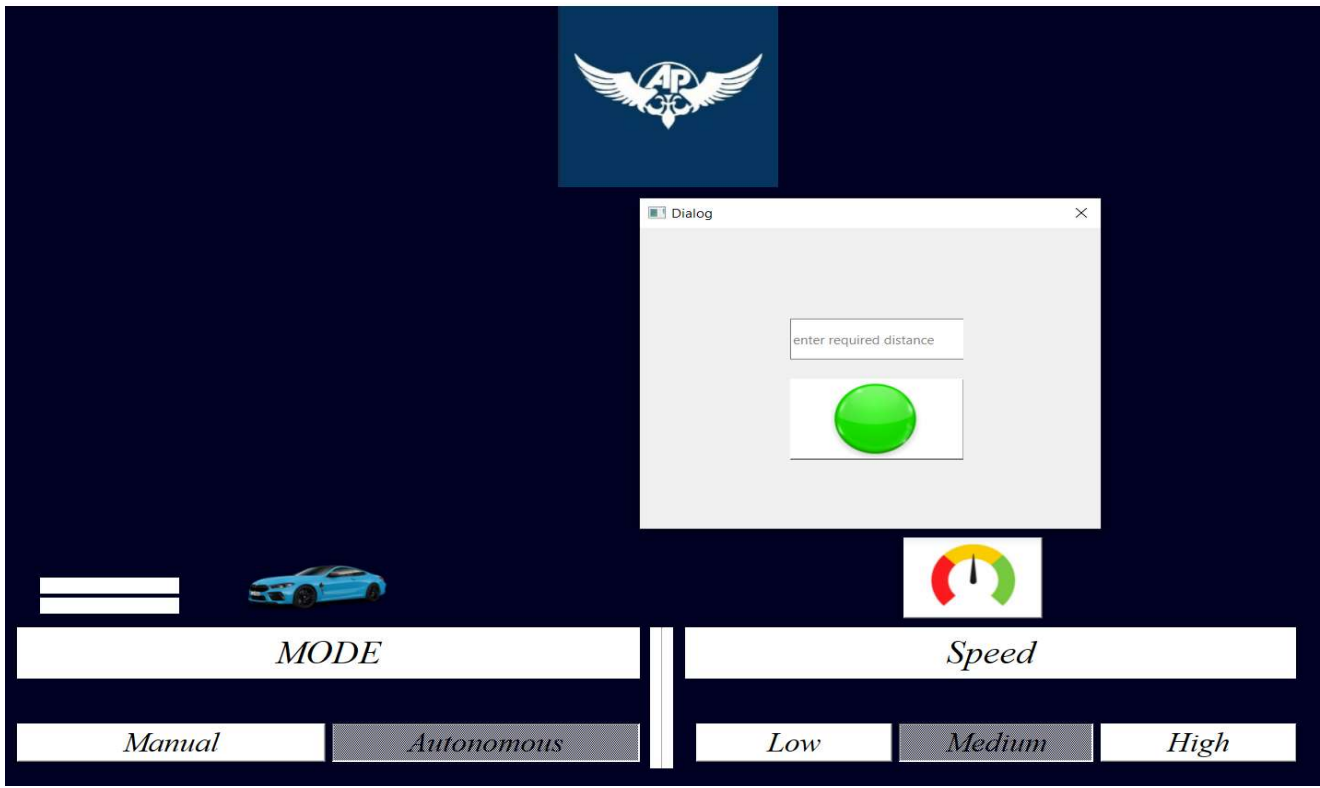 AP
Dialog
enter required distance
MODE
Speed
Manual
Autonomous
Low
Medium
High